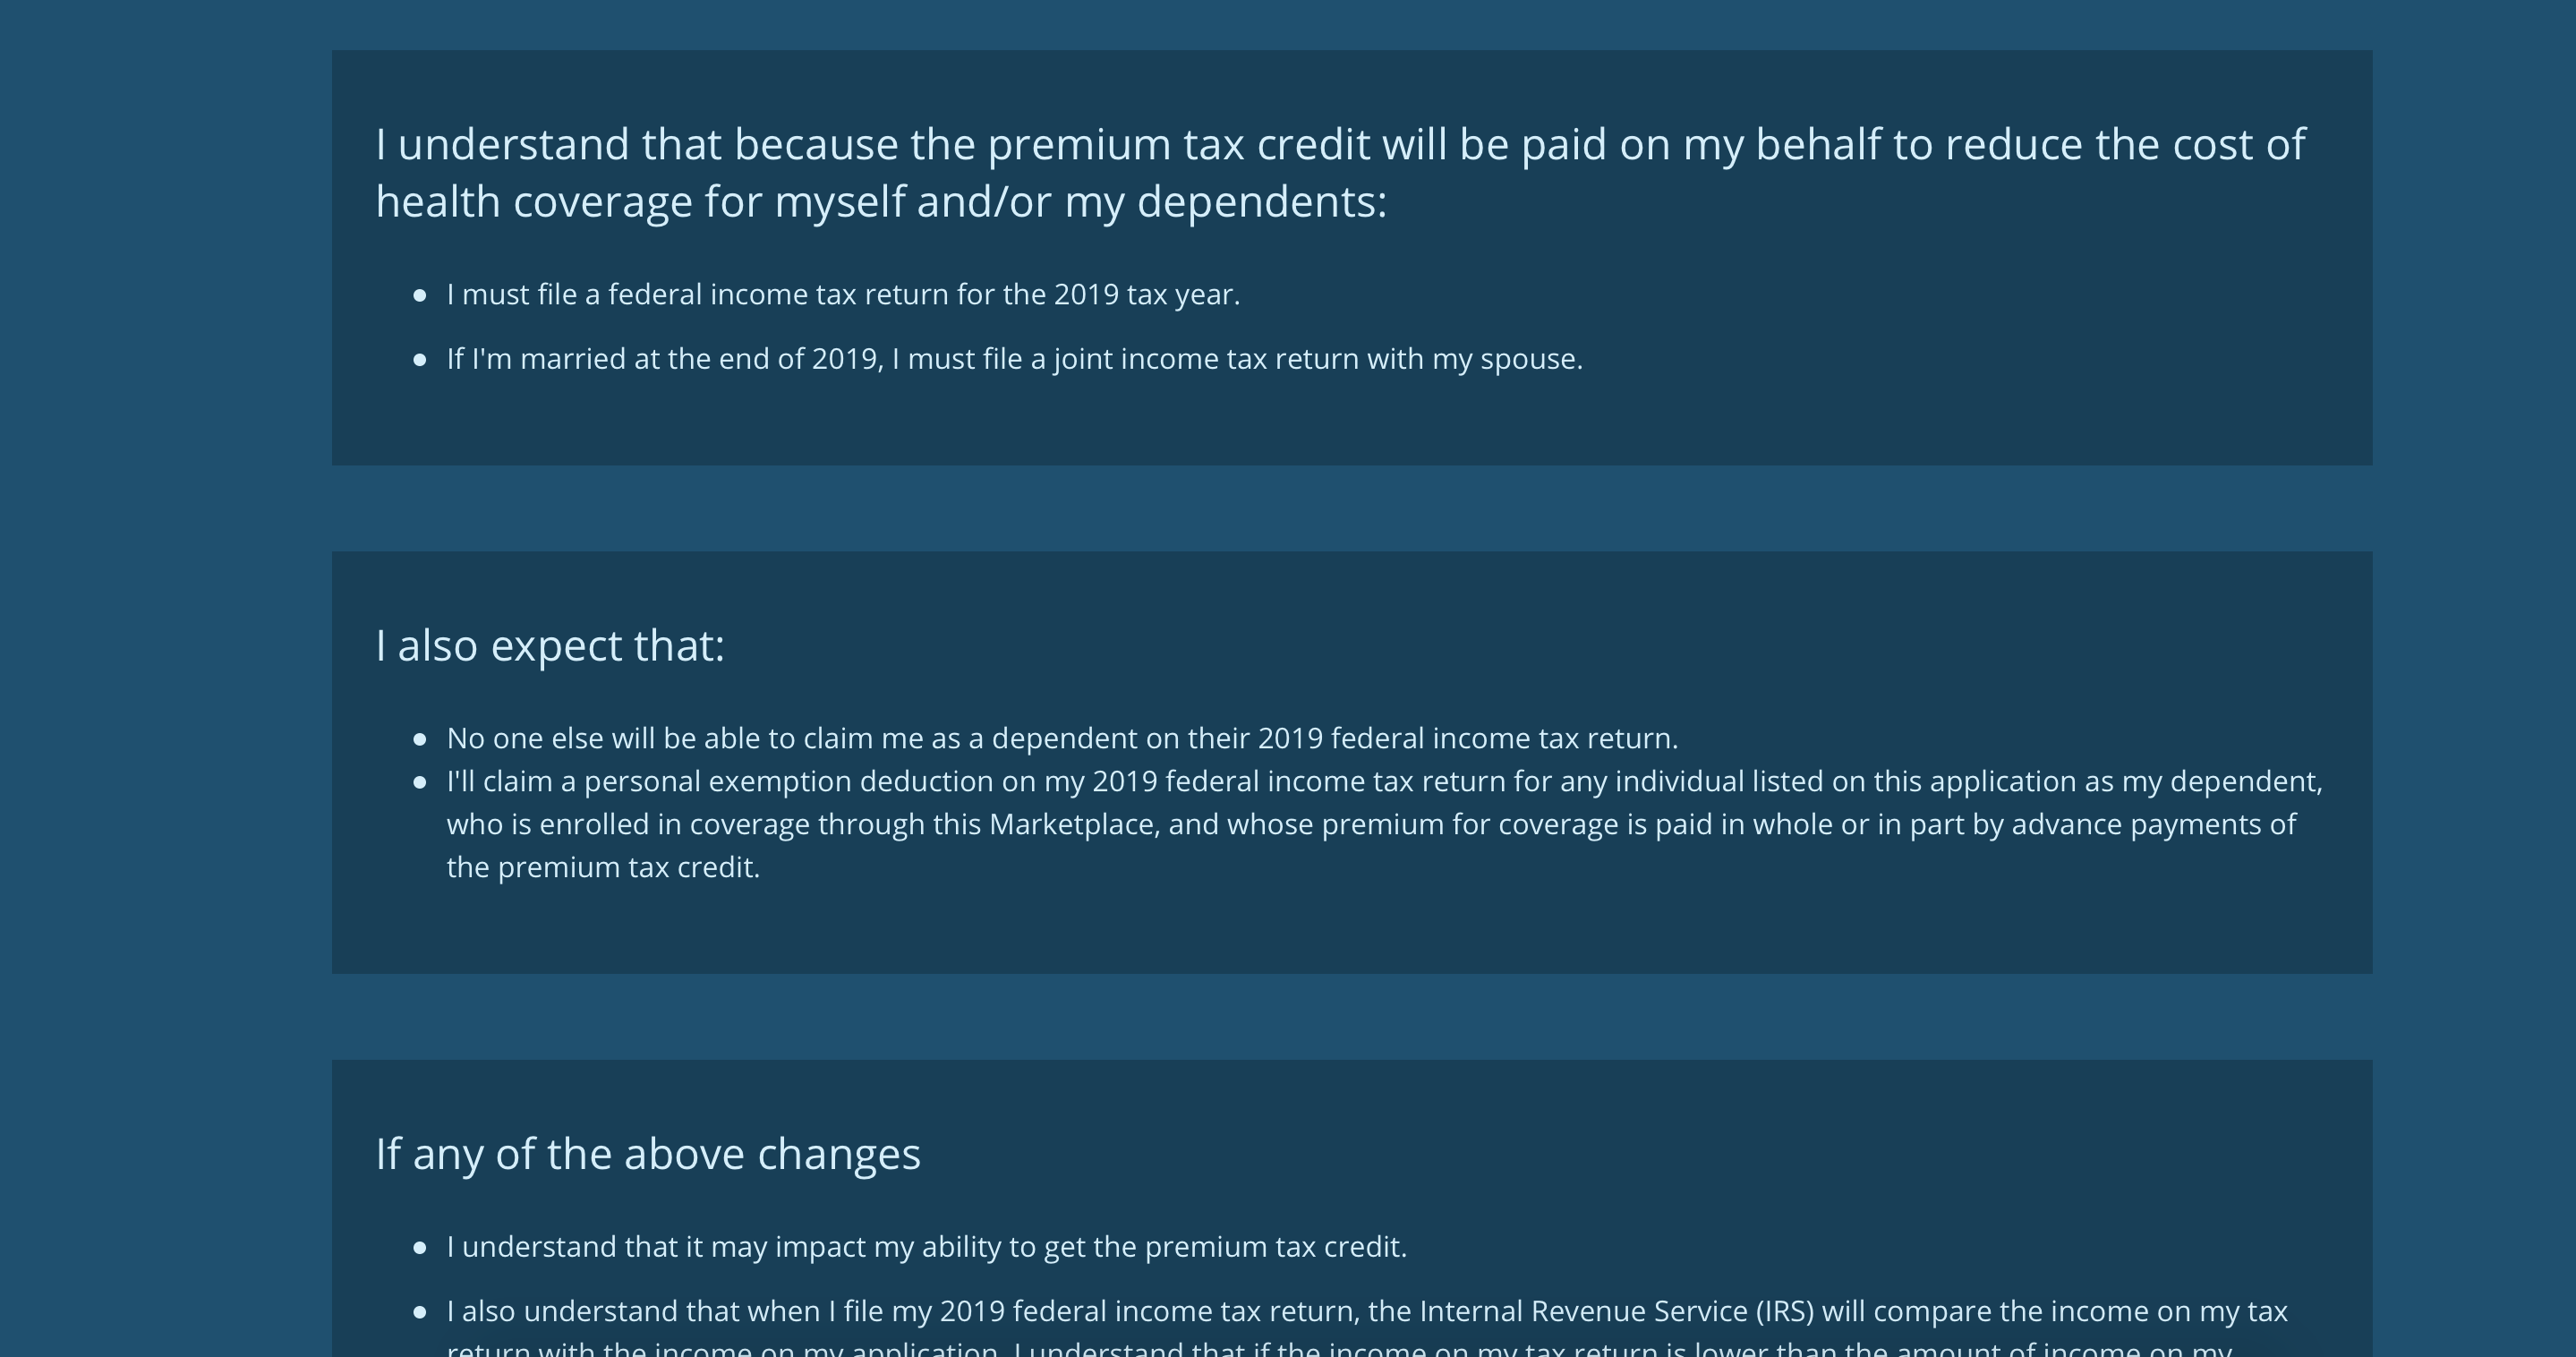 I understand that because the premium tax credit will be paid on my behalf to reduce the cost of
health coverage for myself and/or my dependents:
● I must file a federal income tax return for the 2019 tax year.
● If I'm married at the end of 2019, I must file a joint income tax return with my spouse.
I also expect that:
● No one else will be able to claim me as a dependent on their 2019 federal income tax return.
● I'll claim a personal exemption deduction on my 2019 federal income tax return for any individual listed on this application as my dependent,
who is enrolled in coverage through this Marketplace, and whose premium for coverage is paid in whole or in part by advance payments of
the premium tax credit.
If any of the above changes
● I understand that it may impact my ability to get the premium tax credit.
● I also understand that when I file my 2019 federal income tax return, the Internal Revenue Service (IRS) will compare the income on my tax
return with the income on my application. I understand that if the income on my tax return is lower than the amount of income on my